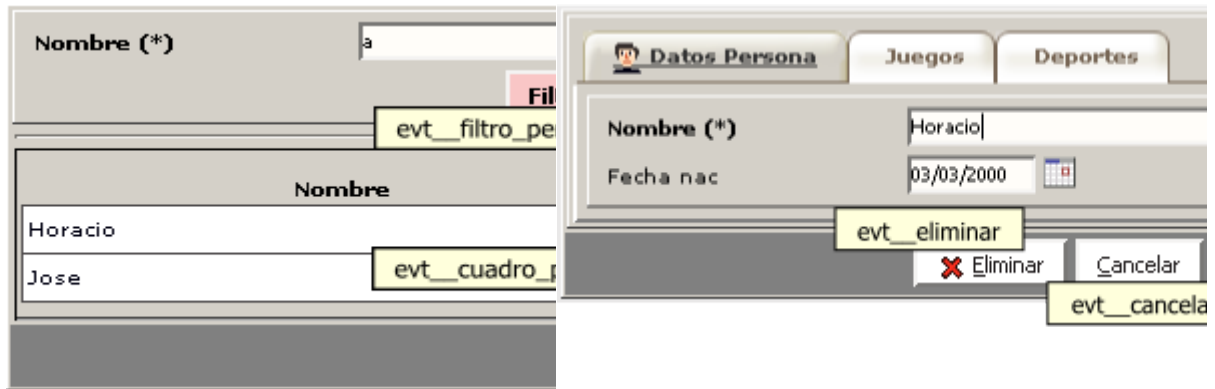 Nombre (*) a
Fil
evt__filtro_pe
Nombre
Horacio
Jose
evt__cuadro_p
Datos Persona Juegos Deportes
Nombre (*) Horacio
Fecha nac 03/03/2000
evt__eliminar
Eliminar Cancelar
evt__cancela